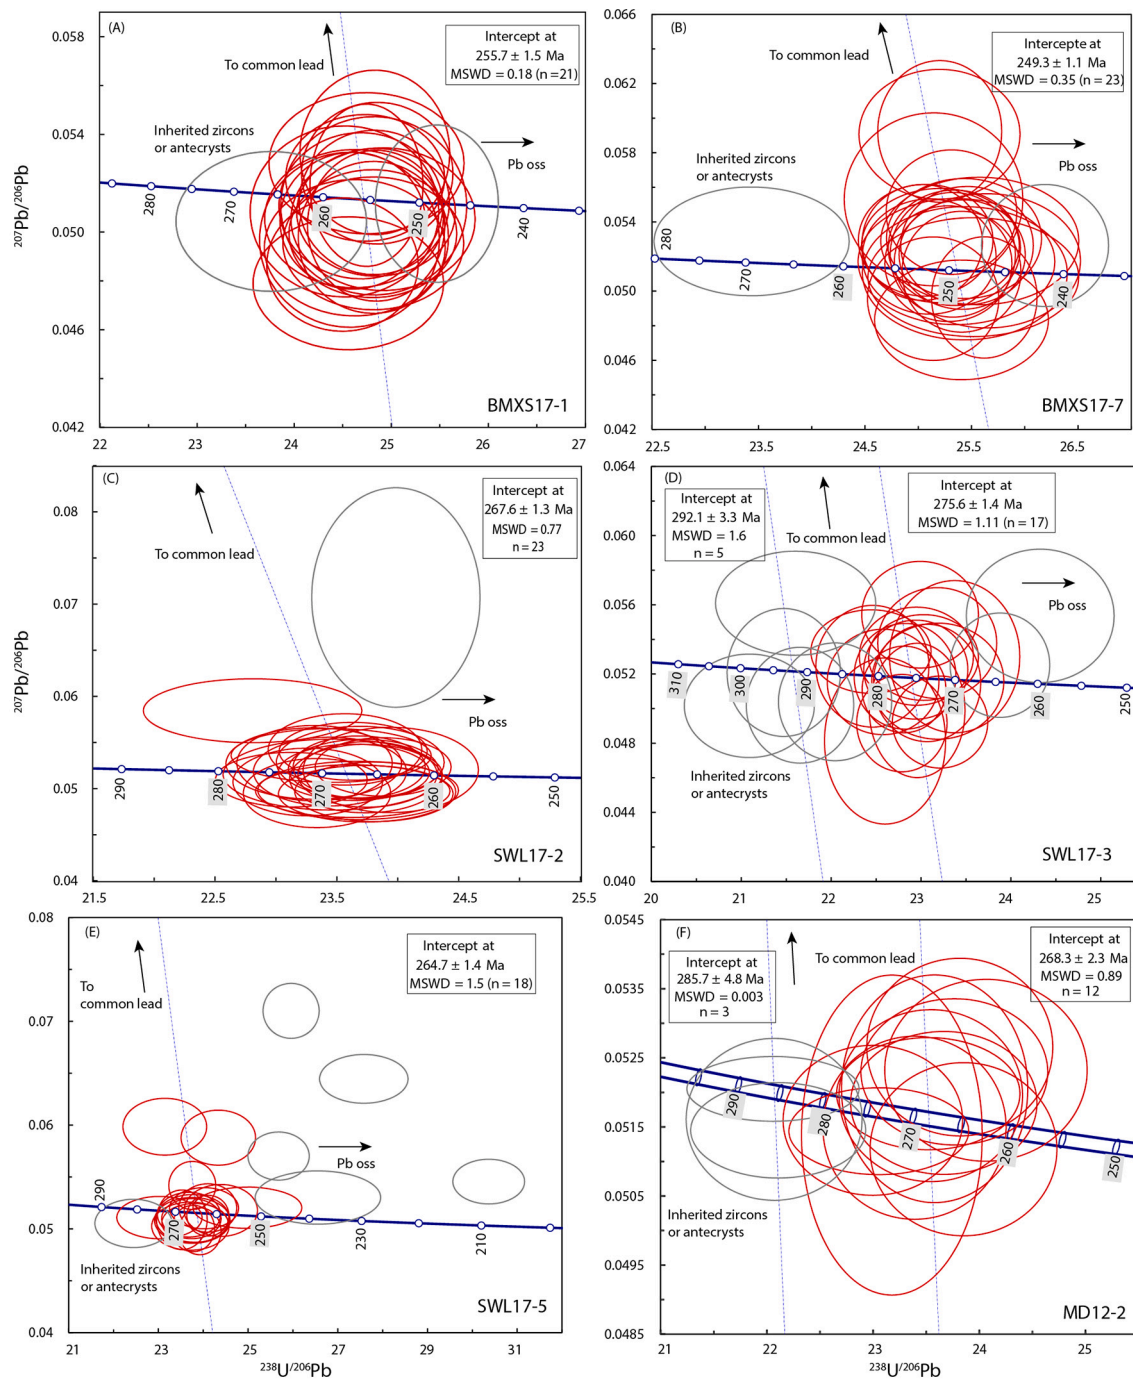 (A)
0.059
0.054
0.050
0.046
0.042
²⁰⁷Pb/²⁰⁶Pb
To common lead
Intercept at
255.7 ± 1.5 Ma
MSWD = 0.18 (n=21)
Inherited zircons
or antecrysts
Pb oss
280
270
260
250
240
BMXS17-1
22
23
24
25
26
27
(B)
0.066
0.062
0.058
0.054
0.050
0.046
0.042
To common lead
Intercepte at
249.3 ± 1.1 Ma
MSWD = 0.35 (n = 23)
Inherited zircons
or antecrysts
Pb oss
280
270
260
250
240
BMXS17-7
22.5
23.5
24.5
25.5
26.5
(C)
0.08
0.07
0.06
0.05
0.04
²⁰⁷Pb/²⁰⁶Pb
To common lead
Intercept at
267.6 ± 1.3 Ma
MSWD = 0.77
n = 23
Pb oss
290
280
270
260
250
SWL17-2
21.5
22.5
23.5
24.5
25.5
(D)
0.064
0.060
0.056
0.052
0.048
0.044
0.040
Intercept at
292.1 ± 3.3 Ma
MSWD = 1.6
n = 5
To common lead
Intercept at
275.6 ± 1.4 Ma
MSWD = 1.11 (n = 17)
Pb oss
310
300
290
280
270
260
250
Inherited zircons
or antecrysts
SWL17-3
20
21
22
23
24
25
(E)
0.08
0.07
0.06
0.05
0.04
To
common lead
Intercept at
264.7 ± 1.4 Ma
MSWD = 1.5 (n = 18)
Pb oss
290
270
250
230
210
Inherited zircons
or antecrysts
SWL17-5
21
23
25
27
29
31
²³⁸U/²⁰⁶Pb
(F)
0.0545
0.0535
0.0525
0.0515
0.0505
0.0495
0.0485
Intercept at
285.7 ± 4.8 Ma
MSWD = 0.003
n = 3
To common lead
Intercept at
268.3 ± 2.3 Ma
MSWD = 0.89
n = 12
290
280
270
260
250
Inherited zircons
or antecrysts
MD12-2
21
22
23
24
25
²³⁸U/²⁰⁶Pb